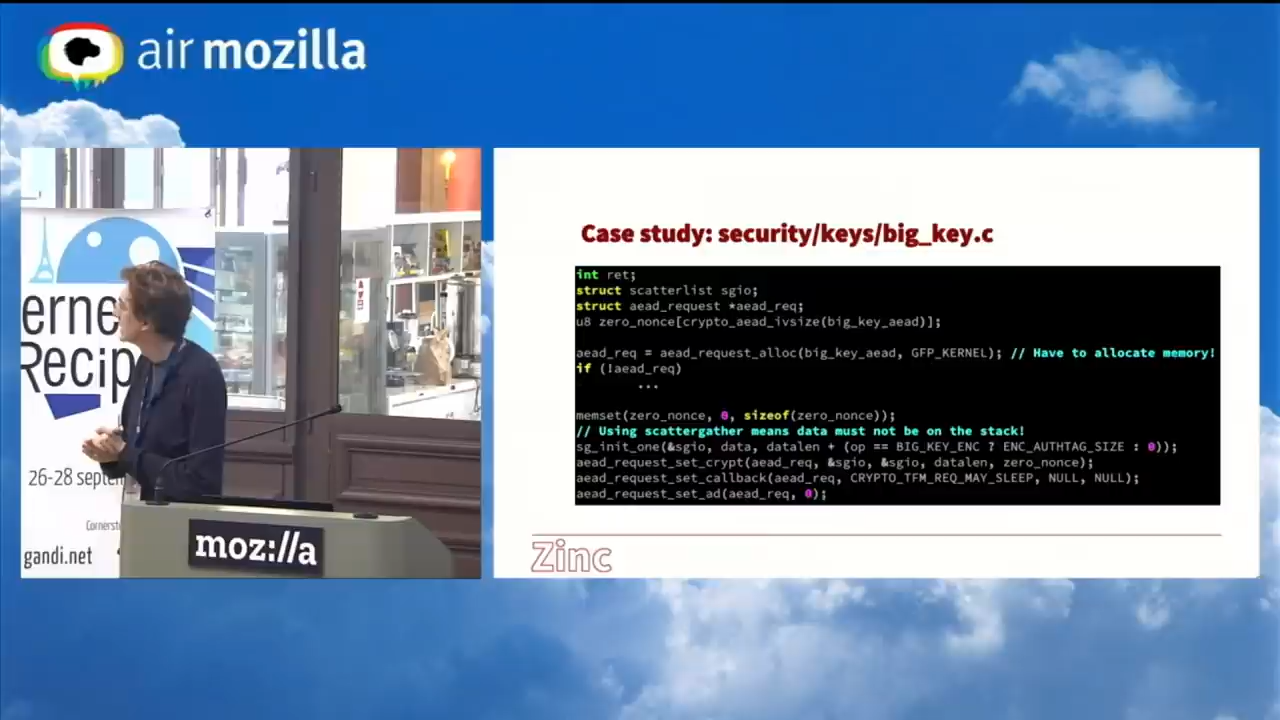 air mozilla
erne
Recip
26-28 septem
Cornerst
gandi.net
moz://a
Case study: security/keys/big_key.c
int ret;
struct scatterlist sgio;
struct aead_request *aead_req;
u8 zero_nonce[crypto_aead_ivsize(big_key_aead)];
aead_req = aead_request_alloc(big_key_aead, GFP_KERNEL); // Have to allocate memory!
if (!aead_req)
...
memset(zero_nonce, 0, sizeof(zero_nonce));
// Using scattergather means data must not be on the stack!
sg_init_one(&sgio, data, datalen + (op == BIG_KEY_ENC ? ENC_AUTHTAG_SIZE : 0));
aead_request_set_crypt(aead_req, &sgio, &sgio, datalen, zero_nonce);
aead_request_set_callback(aead_req, CRYPTO_TFM_REQ_MAY_SLEEP, NULL, NULL);
aead_request_set_ad(aead_req, 0);
Zinc